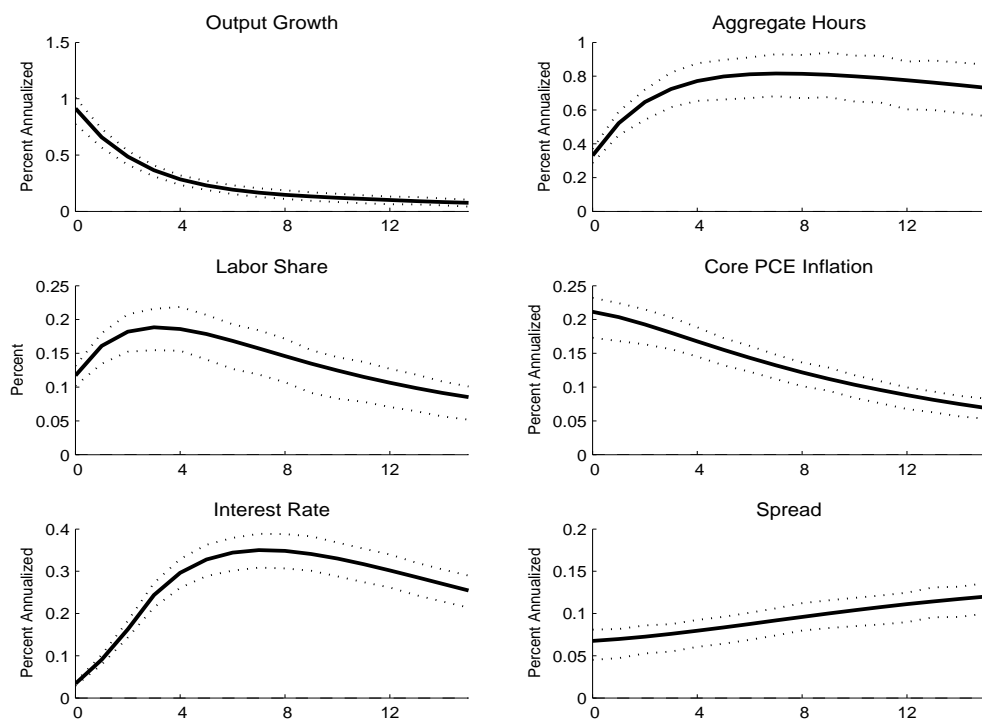 Output Growth
Percent Annualized
1.5
1
0.5
0
0 4 8 12
Aggregate Hours
Percent Annualized
1
0.8
0.6
0.4
0.2
0
0 4 8 12
Labor Share
Percent
0.25
0.2
0.15
0.1
0.05
0
0 4 8 12
Core PCE Inflation
Percent Annualized
0.25
0.2
0.15
0.1
0.05
0
0 4 8 12
Interest Rate
Percent Annualized
0.4
0.3
0.2
0.1
0
0 4 8 12
Spread
Percent Annualized
0.2
0.15
0.1
0.05
0
0 4 8 12